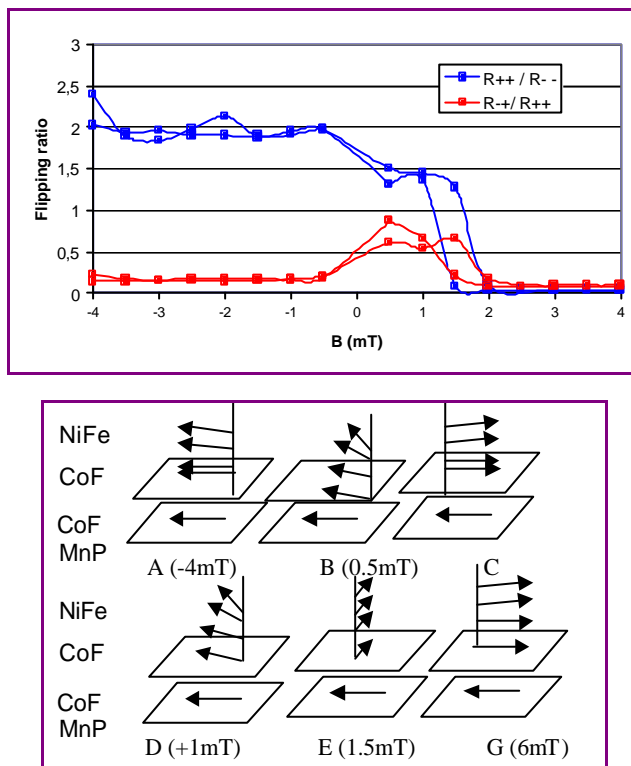 3
2,5
2
1,5
1
0,5
0
Flipping ratio
R++ / R- -
R-+/ R++
-4 -3 -2 -1 0 1 2 3 4
B (mT)
NiFe
CoF
CoF
MnP
A (-4mT) B (0.5mT) C
NiFe
CoF
CoF
MnP
D (+1mT) E (1.5mT) G (6mT)